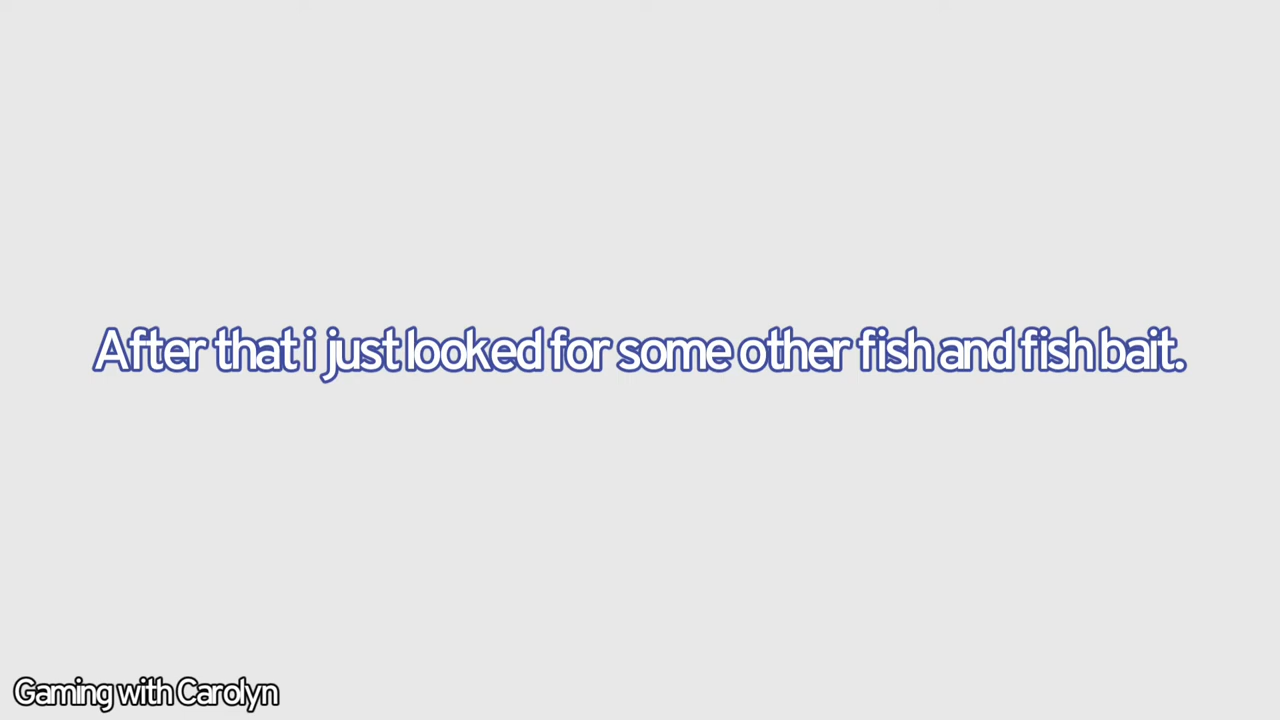 After that i just looked for some other fish and fish bait.
Gaming with Carolyn